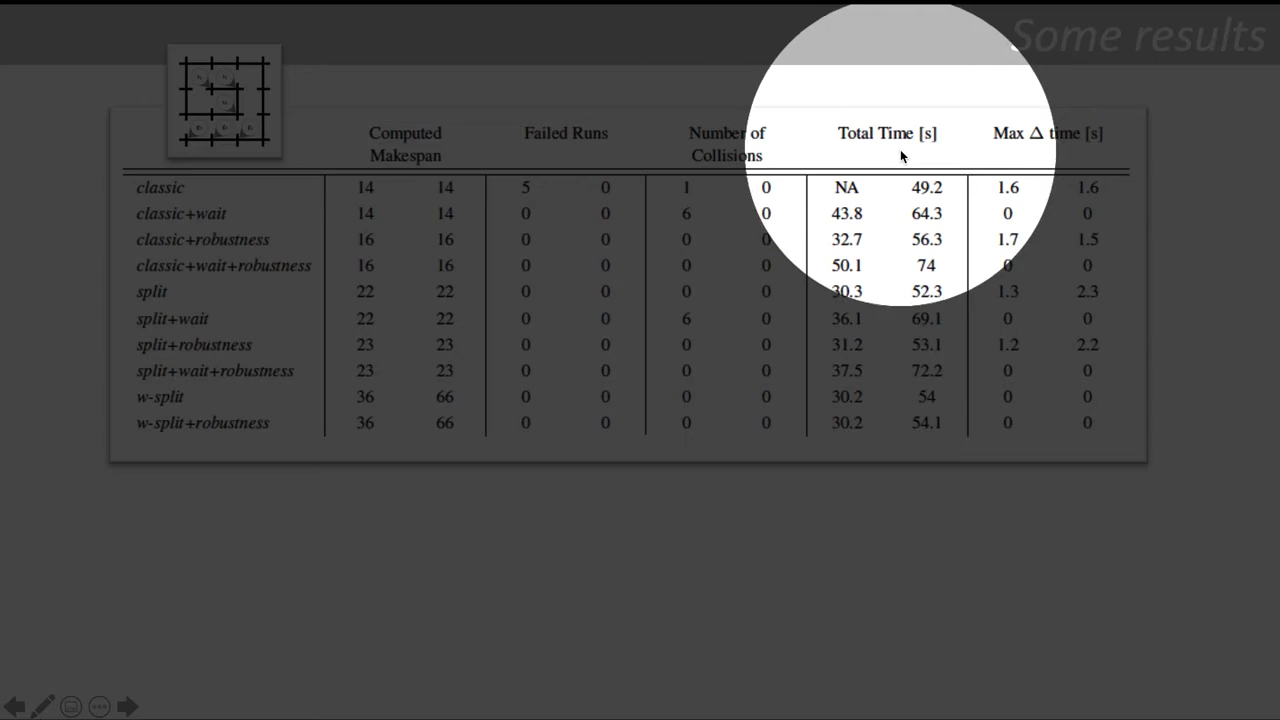 Some results
Computed Makespan Failed Runs Number of Collisions Total Time [s] Max Δ time [s]
classic 14 14 5 0 1 0 NA 49.2 1.6 1.6
classic+wait 14 14 0 0 6 0 43.8 64.3 0 0
classic+robustness 16 16 0 0 0 0 32.7 56.3 1.7 1.5
classic+wait+robustness 16 16 0 0 0 0 50.1 74 0 0
split 22 22 0 0 0 0 30.3 52.3 1.3 2.3
split+wait 22 22 0 0 6 0 36.1 69.1 0 0
split+robustness 23 23 0 0 0 0 31.2 53.1 1.2 2.2
split+wait+robustness 23 23 0 0 0 0 37.5 72.2 0 0
w-split 36 66 0 0 0 0 30.2 54 0 0
w-split+robustness 36 66 0 0 0 0 30.2 54.1 0 0